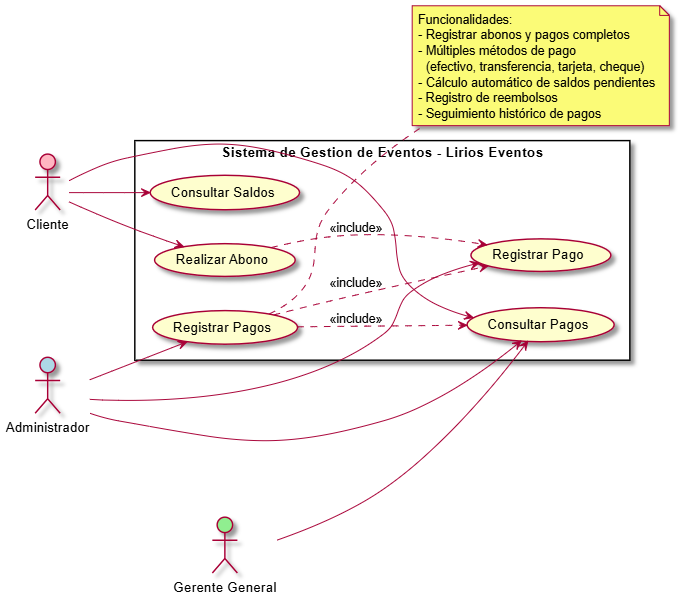 Funcionalidades:
- Registrar abonos y pagos completos
- Múltiples métodos de pago
(efectivo, transferencia, tarjeta, cheque)
- Cálculo automático de saldos pendientes
- Registro de reembolsos
- Seguimiento histórico de pagos
Sistema de Gestion de Eventos - Lirios Eventos
Consultar Saldos
Cliente
«include»
Realizar Abono
Registrar Pago
«include»
Registrar Pagos
«include»
Consultar Pagos
Administrador
Gerente General